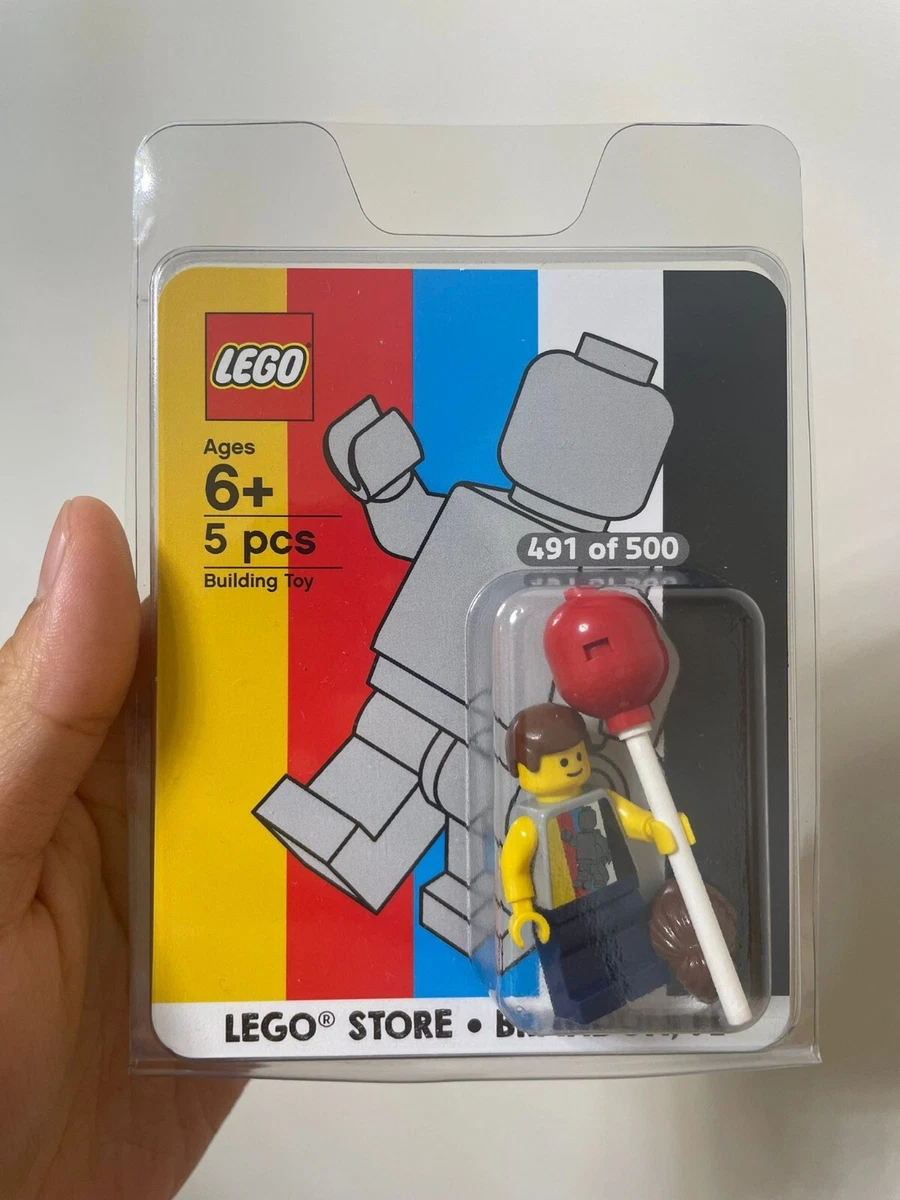 LEGO
Ages
6+
5 pcs
Building Toy
491 of 500
LEGO® STORE •